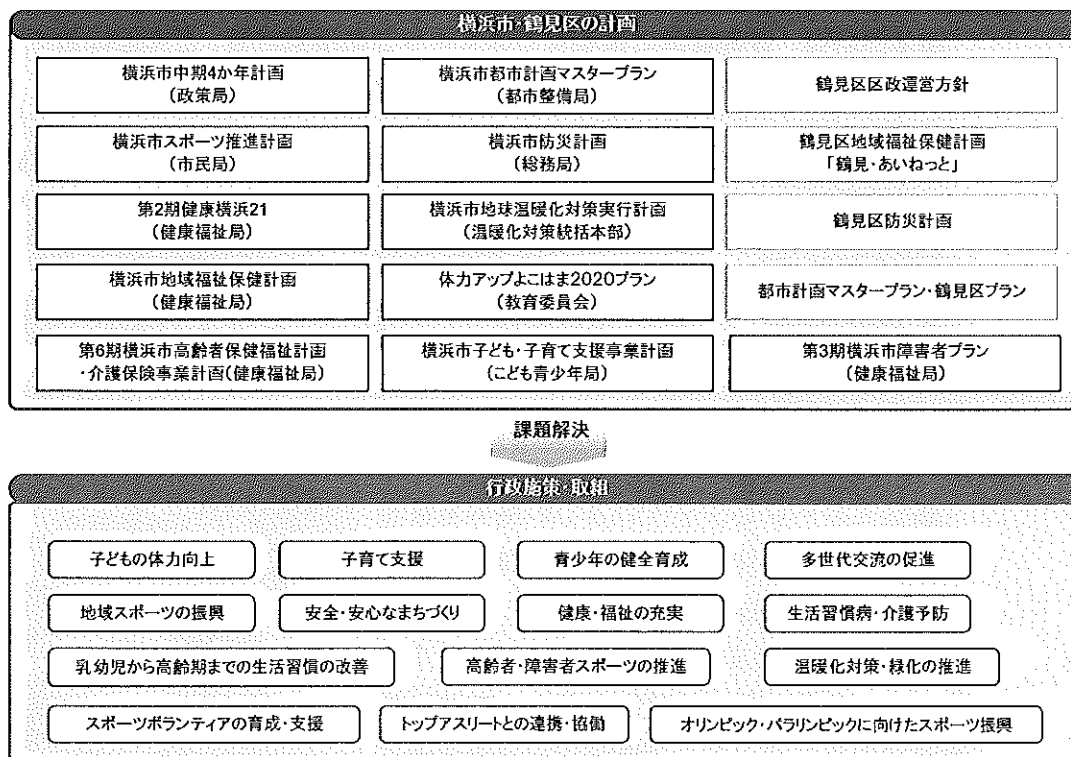 横浜市・鶴見区の計画
横浜市中期4か年計画
(政策局)
横浜市都市計画マスタープラン
(都市整備局)
鶴見区区政運営方針
横浜市スポーツ推進計画
(市民局)
横浜市防災計画
(総務局)
鶴見区地域福祉保健計画
「鶴見・あいねっと」
第2期健康横浜21
(健康福祉局)
横浜市地球温暖化対策実行計画
(温暖化対策統括本部)
鶴見区防災計画
横浜市地域福祉保健計画
(健康福祉局)
体力アップよこはま2020プラン
(教育委員会)
都市計画マスタープラン・鶴見区プラン
第6期横浜市高齢者保健福祉計画
・介護保険事業計画(健康福祉局)
横浜市子ども・子育て支援事業計画
(こども青少年局)
第3期横浜市障害者プラン
(健康福祉局)
課題解決
行政施策・取組
子どもの体力向上
子育て支援
青少年の健全育成
多世代交流の促進
地域スポーツの振興
安全・安心なまちづくり
健康・福祉の充実
生活習慣病・介護予防
乳幼児から高齢期までの生活習慣の改善
高齢者・障害者スポーツの推進
温暖化対策・緑化の推進
スポーツボランティアの育成・支援
トップアスリートとの連携・協働
オリンピック・パラリンピックに向けたスポーツ振興